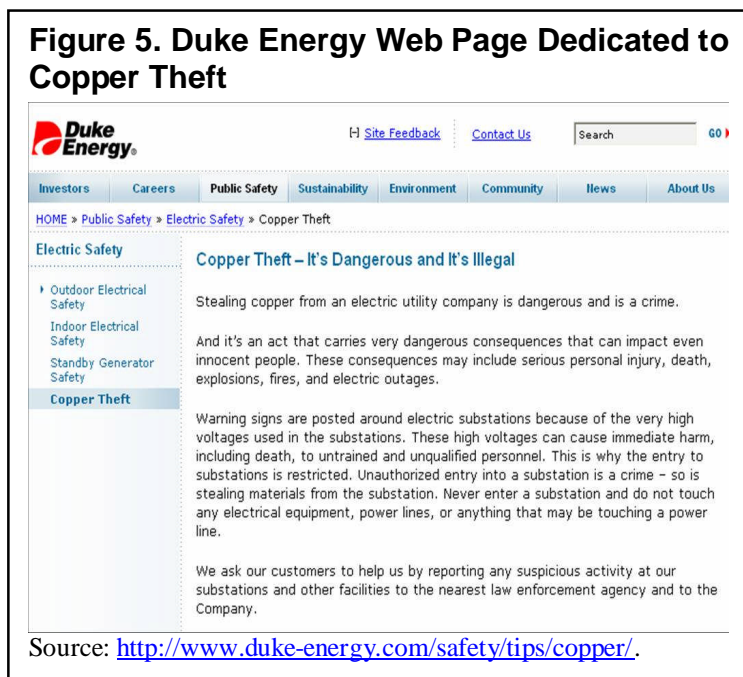 Figure 5. Duke Energy Web Page Dedicated to
Copper Theft
Duke
Energy®
[-] Site Feedback
Contact Us
Search
GO
Investors
Careers
Public Safety
Sustainability
Environment
Community
News
About Us
HOME » Public Safety » Electric Safety » Copper Theft
Electric Safety
Outdoor Electrical
Safety
Indoor Electrical
Safety
Standby Generator
Safety
Copper Theft
Copper Theft – It's Dangerous and It's Illegal
Stealing copper from an electric utility company is dangerous and is a crime.
And it's an act that carries very dangerous consequences that can impact even
innocent people. These consequences may include serious personal injury, death,
explosions, fires, and electric outages.
Warning signs are posted around electric substations because of the very high
voltages used in the substations. These high voltages can cause immediate harm,
including death, to untrained and unqualified personnel. This is why the entry to
substations is restricted. Unauthorized entry into a substation is a crime – so is
stealing materials from the substation. Never enter a substation and do not touch
any electrical equipment, power lines, or anything that may be touching a power
line.
We ask our customers to help us by reporting any suspicious activity at our
substations and other facilities to the nearest law enforcement agency and to the
Company.
Source: http://www.duke-energy.com/safety/tips/copper/.